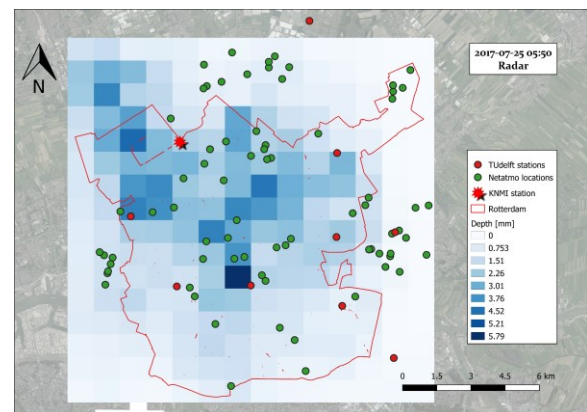 N
2017-07-25 05:50
Radar
TUdelft stations
Netatmo locations
KNMI station
Rotterdam
Depth [mm]
0
0.753
1.51
2.26
3.01
3.76
4.52
5.21
5.79
0 1.5 3 4.5 6 km